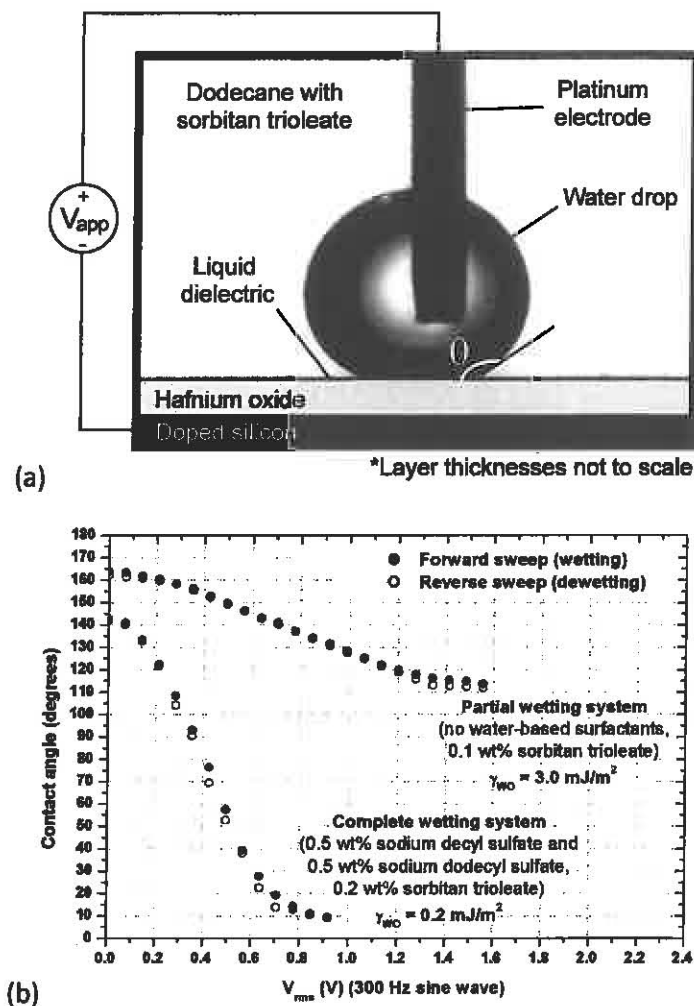 Dodecane with
sorbitan trioleate
Platinum
electrode
+
Vapp
-
Water drop
Liquid
dielectric
θ
Hafnium oxide
Doped silicon
(a)
*Layer thicknesses not to scale
180
170
160
150
140
130
120
110
100
90
80
70
60
50
40
30
20
10
0
Contact angle (degrees)
● Forward sweep (wetting)
○ Reverse sweep (dewetting)
Partial wetting system
(no water-based surfactants,
0.1 wt% sorbitan trioleate)
γWO = 3.0 mJ/m²
Complete wetting system
(0.5 wt% sodium decyl sulfate and
0.5 wt% sodium dodecyl sulfate,
0.2 wt% sorbitan trioleate)
γWO = 0.2 mJ/m²
0.0 0.2 0.4 0.6 0.8 1.0 1.2 1.4 1.6 1.8 2.0 2.2 2.4
Vrms (V) (300 Hz sine wave)
(b)